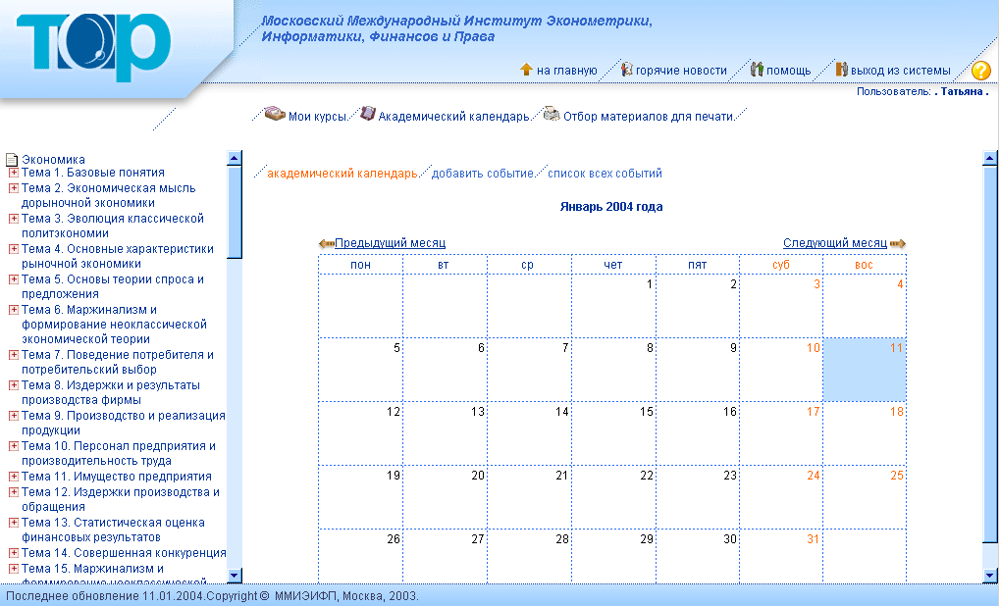 тор
Московский Международный Институт Эконометрики,
Информатики, Финансов и Права
на главную горячие новости помощь выход из системы ?
Пользователь: . Татьяна .
Мои курсы. Академический календарь. Отбор материалов для печати.
Экономика
Тема 1. Базовые понятия
Тема 2. Экономическая мысль
дорыночной экономики
Тема 3. Эволюция классической
политэкономии
Тема 4. Основные характеристики
рыночной экономики
Тема 5. Основы теории спроса и
предложения
Тема 6. Маржинализм и
формирование неоклассической
экономической теории
Тема 7. Поведение потребителя и
потребительский выбор
Тема 8. Издержки и результаты
производства фирмы
Тема 9. Производство и реализация
продукции
Тема 10. Персонал предприятия и
производительность труда
Тема 11. Имущество предприятия
Тема 12. Издержки производства и
обращения
Тема 13. Статистическая оценка
финансовых результатов
Тема 14. Совершенная конкуренция
Тема 15. Маржинализм и
формирование неоклассической
академический календарь. добавить событие. список всех событий
Январь 2004 года
Предыдущий месяц Следующий месяц
пон вт ср чет пят суб вос
1 2 3 4
5 6 7 8 9 10 11
12 13 14 15 16 17 18
19 20 21 22 23 24 25
26 27 28 29 30 31
Последнее обновление 11.01.2004.Copyright © ММИЭИФП, Москва, 2003.